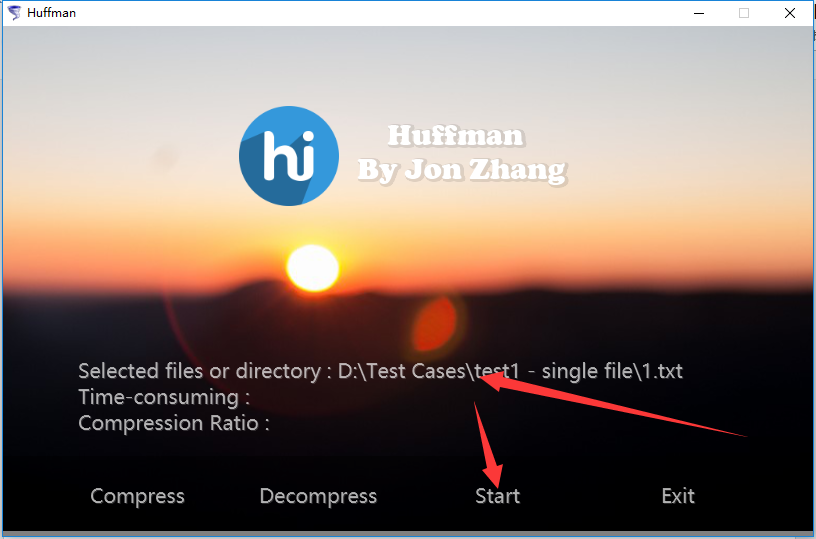 Huffman
hi
Huffman
By Jon Zhang
Selected files or directory : D:\Test Cases\test1 - single file\1.txt
Time-consuming :
Compression Ratio :
Compress Decompress Start Exit